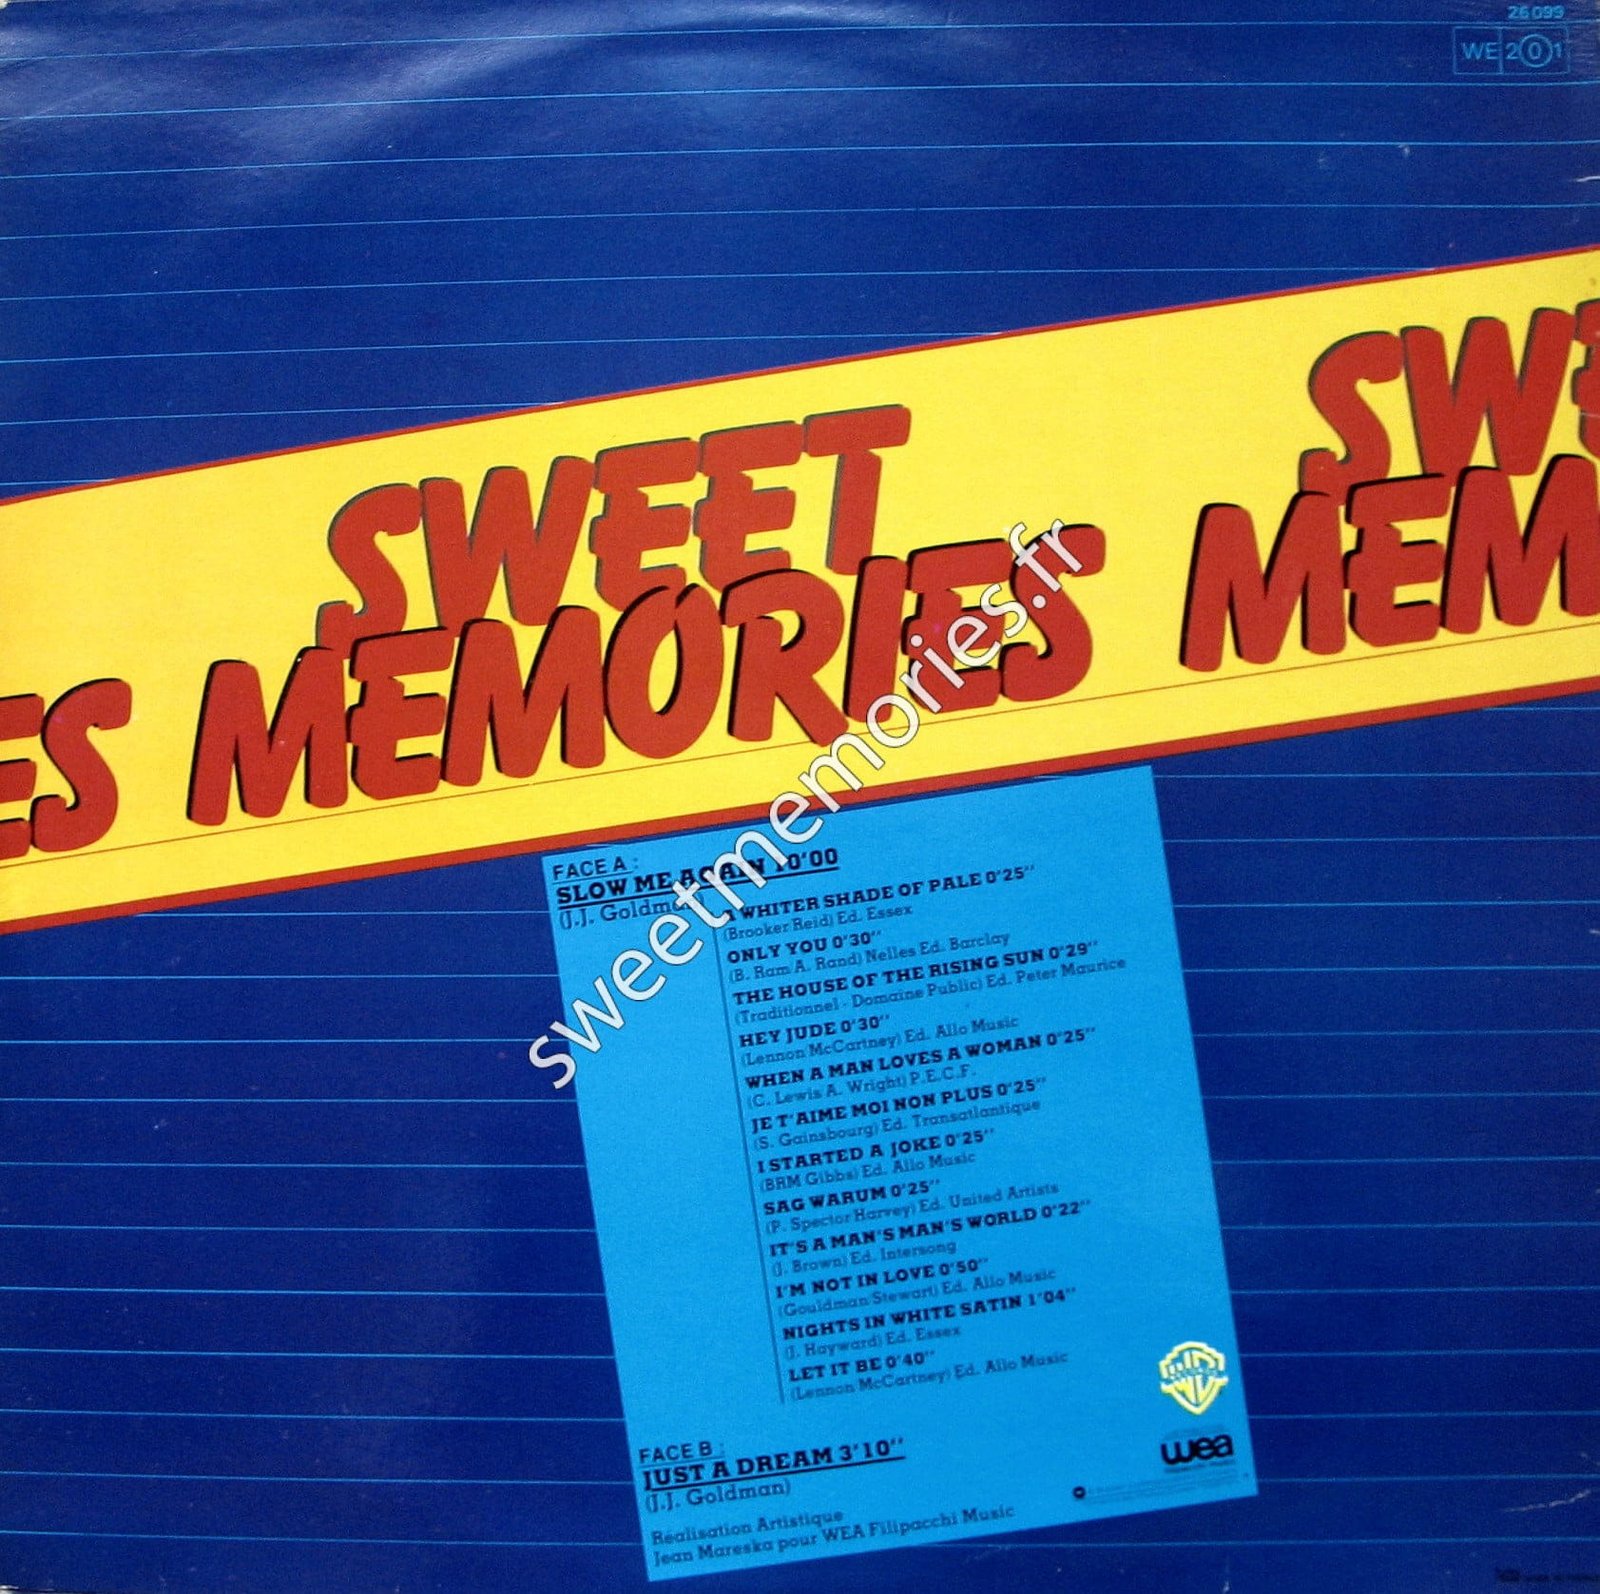 26 099
WE 2 0 1
SWEET SWE
ES MEMORIES MEM
sweetmemories.fr
FACE A :
SLOW ME AGAIN 10'00
(J.J. Goldman
A WHITER SHADE OF PALE 0'25''
(Brooker Reid) Ed. Essex
ONLY YOU 0'30''
(B. Ram A. Rand) Nelles Ed. Barclay
THE HOUSE OF THE RISING SUN 0'29''
(Traditionnel - Domaine Public) Ed. Peter Maurice
HEY JUDE 0'30''
(Lennon McCartney) Ed. Allo Music
WHEN A MAN LOVES A WOMAN 0'25''
(C. Lewis A. Wright) P.E.C.F.
JE T'AIME MOI NON PLUS 0'25''
(S. Gainsbourg) Ed. Transatlantique
I STARTED A JOKE 0'25''
(BRM Gibbs) Ed. Allo Music
SAG WARUM 0'25''
(P. Spector Harvey) Ed. United Artists
IT'S A MAN'S MAN'S WORLD 0'22''
(J. Brown) Ed. Intersong
I'M NOT IN LOVE 0'50''
(Gouldman Stewart) Ed. Allo Music
NIGHTS IN WHITE SATIN 1'04''
(J. Hayward) Ed. Essex
LET IT BE 0'40''
(Lennon McCartney) Ed. Allo Music
wea
FACE B :
JUST A DREAM 3'10''
(J.J. Goldman)
Réalisation Artistique
Jean Mareska pour WEA Filipacchi Music